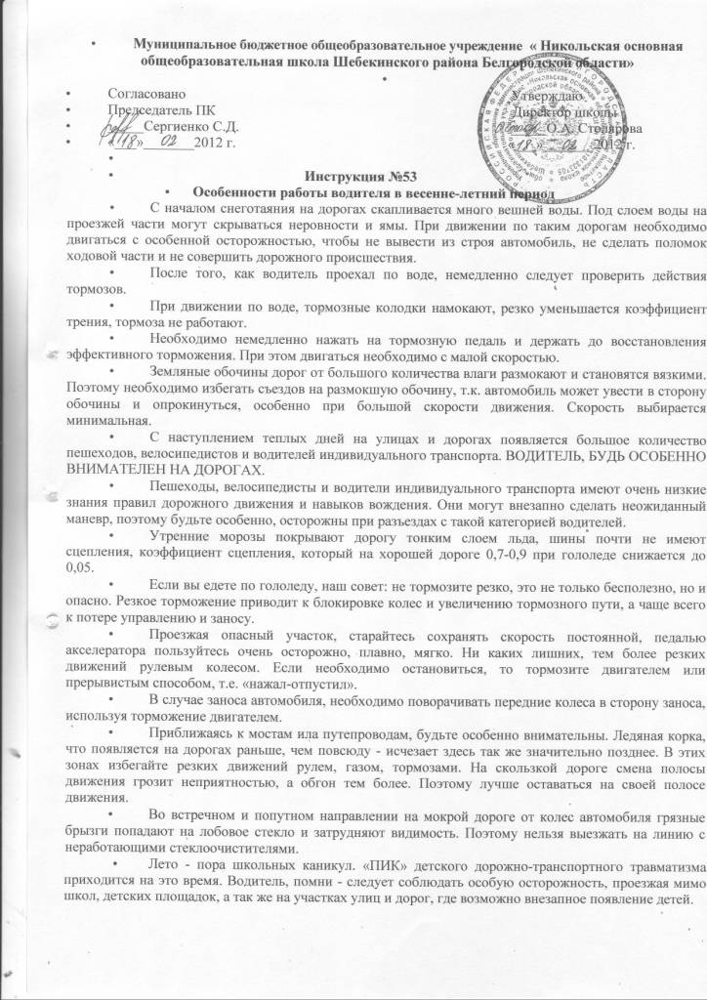 • Муниципальное бюджетное общеобразовательное учреждение « Никольская основная
общеобразовательная школа Шебекинского района Белгородской области»
•
• Согласовано
Утверждаю
• Председатель ПК
Директор школы
• ______Сергиенко С.Д.
О.А. Столярова
• «18»___02___2012 г.
«18 »___02___2012 г.
•
• Инструкция №53
• Особенности работы водителя в весенне-летний период
• С началом снеготаяния на дорогах скапливается много вешней воды. Под слоем воды на
проезжей части могут скрываться неровности и ямы. При движении по таким дорогам необходимо
двигаться с особенной осторожностью, чтобы не вывести из строя автомобиль, не сделать поломок
ходовой части и не совершить дорожного происшествия.
• После того, как водитель проехал по воде, немедленно следует проверить действия
тормозов.
• При движении по воде, тормозные колодки намокают, резко уменьшается коэффициент
трения, тормоза не работают.
• Необходимо немедленно нажать на тормозную педаль и держать до восстановления
эффективного торможения. При этом двигаться необходимо с малой скоростью.
• Земляные обочины дорог от большого количества влаги размокают и становятся вязкими.
Поэтому необходимо избегать съездов на размокшую обочину, т.к. автомобиль может увести в сторону
обочины и опрокинуться, особенно при большой скорости движения. Скорость выбирается
минимальная.
• С наступлением теплых дней на улицах и дорогах появляется большое количество
пешеходов, велосипедистов и водителей индивидуального транспорта. ВОДИТЕЛЬ, БУДЬ ОСОБЕННО
ВНИМАТЕЛЕН НА ДОРОГАХ.
• Пешеходы, велосипедисты и водители индивидуального транспорта имеют очень низкие
знания правил дорожного движения и навыков вождения. Они могут внезапно сделать неожиданный
маневр, поэтому будьте особенно, осторожны при разъездах с такой категорией водителей.
• Утренние морозы покрывают дорогу тонким слоем льда, шины почти не имеют
сцепления, коэффициент сцепления, который на хорошей дороге 0,7-0,9 при гололеде снижается до
0,05.
• Если вы едете по гололеду, наш совет: не тормозите резко, это не только бесполезно, но и
опасно. Резкое торможение приводит к блокировке колес и увеличению тормозного пути, а чаще всего
к потере управлению и заносу.
• Проезжая опасный участок, старайтесь сохранять скорость постоянной, педалью
акселератора пользуйтесь очень осторожно, плавно, мягко. Ни каких лишних, тем более резких
движений рулевым колесом. Если необходимо остановиться, то тормозите двигателем или
прерывистым способом, т.е. «нажал-отпустил».
• В случае заноса автомобиля, необходимо поворачивать передние колеса в сторону заноса,
используя торможение двигателем.
• Приближаясь к мостам ила путепроводам, будьте особенно внимательны. Ледяная корка,
что появляется на дорогах раньше, чем повсюду - исчезает здесь так же значительно позднее. В этих
зонах избегайте резких движений рулем, газом, тормозами. На скользкой дороге смена полосы
движения грозит неприятностью, а обгон тем более. Поэтому лучше оставаться на своей полосе
движения.
• Во встречном и попутном направлении на мокрой дороге от колес автомобиля грязные
брызги попадают на лобовое стекло и затрудняют видимость. Поэтому нельзя выезжать на линию с
неработающими стеклоочистителями.
• Лето - пора школьных каникул. «ПИК» детского дорожно-транспортного травматизма
приходится на это время. Водитель, помни - следует соблюдать особую осторожность, проезжая мимо
школ, детских площадок, а так же на участках улиц и дорог, где возможно внезапное появление детей.